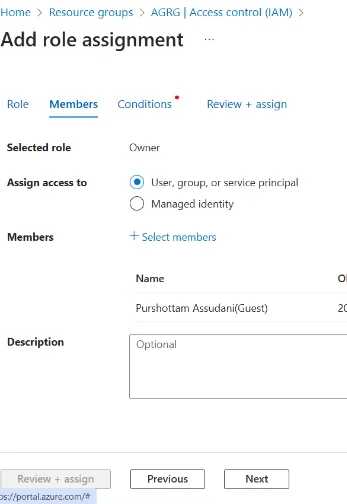 Home > Resource groups > AGRG | Access control (IAM) >
Add role assignment ...
Role Members Conditions Review + assign
Selected role Owner
Assign access to User, group, or service principal
Managed identity
Members + Select members
Name
Purshottam Assudani(Guest) 20
Description Optional
Review + assign Previous Next
ps://portal.azure.com/#